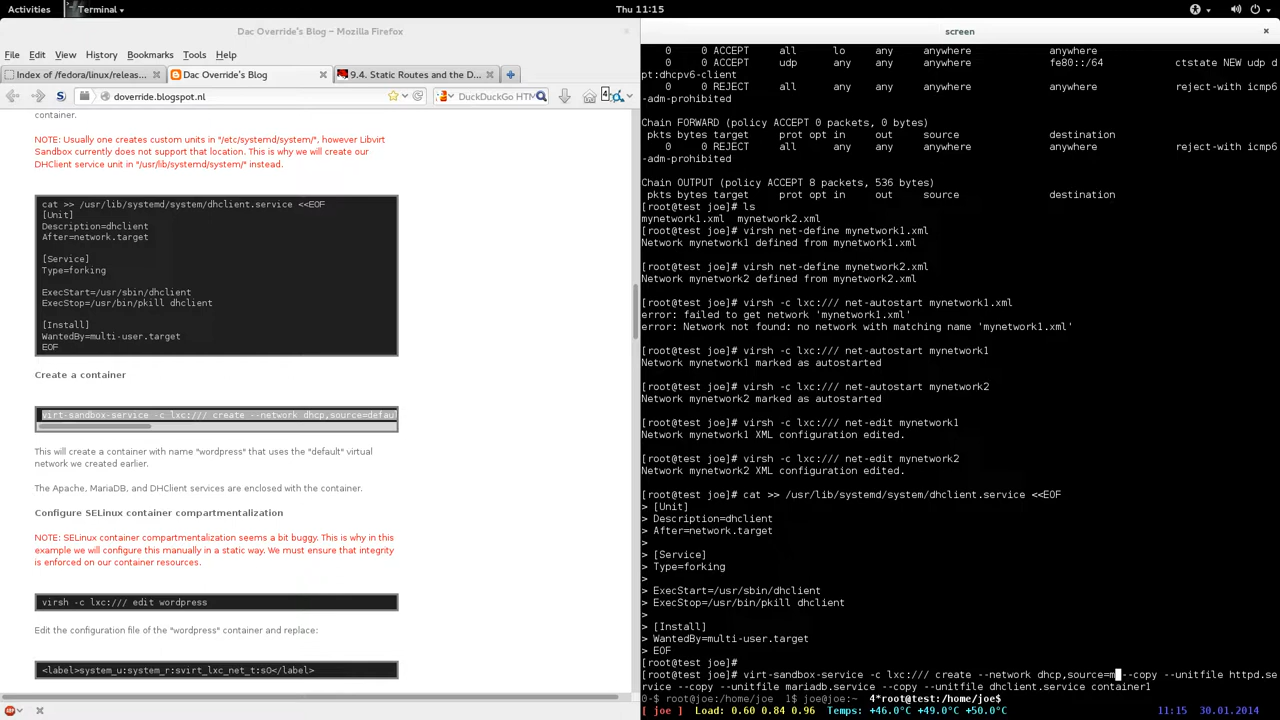 Activities Terminal Thu 11:15
Dac Override's Blog - Mozilla Firefox
File Edit View History Bookmarks Tools Help
Index of /fedora/linux/releas... Dac Override's Blog 9.4. Static Routes and the D...
doverride.blogspot.nl DuckDuckGo HTM 4
container.
NOTE: Usually one creates custom units in "/etc/systemd/system/", however Libvirt
Sandbox currently does not support that location. This is why we will create our
DHClient service unit in "/usr/lib/systemd/system/" instead.
cat >> /usr/lib/systemd/system/dhclient.service <<EOF
[Unit]
Description=dhclient
After=network.target
[Service]
Type=forking
ExecStart=/usr/sbin/dhclient
ExecStop=/usr/bin/pkill dhclient
[Install]
WantedBy=multi-user.target
EOF
Create a container
virt-sandbox-service -c lxc:/// create --network dhcp,source=defau
This will create a container with name "wordpress" that uses the "default" virtual
network we created earlier.
The Apache, MariaDB, and DHClient services are enclosed with the container.
Configure SELinux container compartmentalization
NOTE: SELinux container compartmentalization seems a bit buggy. This is why in this
example we will configure this manually in a static way. We must ensure that integrity
is enforced on our container resources.
virsh -c lxc:/// edit wordpress
Edit the configuration file of the "wordpress" container and replace:
<label>system_u:system_r:svirt_lxc_net_t:s0</label>
screen
0 0 ACCEPT all lo any anywhere anywhere
0 0 ACCEPT udp any any anywhere fe80::/64 ctstate NEW udp d
pt:dhcpv6-client
0 0 REJECT all any any anywhere anywhere reject-with icmp6
-adm-prohibited
Chain FORWARD (policy ACCEPT 0 packets, 0 bytes)
pkts bytes target prot opt in out source destination
0 0 REJECT all any any anywhere anywhere reject-with icmp6
-adm-prohibited
Chain OUTPUT (policy ACCEPT 8 packets, 536 bytes)
pkts bytes target prot opt in out source destination
[root@test joe]# ls
mynetwork1.xml mynetwork2.xml
[root@test joe]# virsh net-define mynetwork1.xml
Network mynetwork1 defined from mynetwork1.xml
[root@test joe]# virsh net-define mynetwork2.xml
Network mynetwork2 defined from mynetwork2.xml
[root@test joe]# virsh -c lxc:/// net-autostart mynetwork1.xml
error: failed to get network 'mynetwork1.xml'
error: Network not found: no network with matching name 'mynetwork1.xml'
[root@test joe]# virsh -c lxc:/// net-autostart mynetwork1
Network mynetwork1 marked as autostarted
[root@test joe]# virsh -c lxc:/// net-autostart mynetwork2
Network mynetwork2 marked as autostarted
[root@test joe]# virsh -c lxc:/// net-edit mynetwork1
Network mynetwork1 XML configuration edited.
[root@test joe]# virsh -c lxc:/// net-edit mynetwork2
Network mynetwork2 XML configuration edited.
[root@test joe]# cat >> /usr/lib/systemd/system/dhclient.service <<EOF
> [Unit]
> Description=dhclient
> After=network.target
>
> [Service]
> Type=forking
>
> ExecStart=/usr/sbin/dhclient
> ExecStop=/usr/bin/pkill dhclient
>
> [Install]
> WantedBy=multi-user.target
> EOF
[root@test joe]#
[root@test joe]# virt-sandbox-service -c lxc:/// create --network dhcp,source=m --copy --unitfile httpd.se
rvice --copy --unitfile mariadb.service --copy --unitfile dhclient.service container1
0-$ root@joe:/home/joe 1$ joe@joe:~ 4*root@test:/home/joe$
[ joe ] Load: 0.60 0.84 0.96 Temps: +46.0°C +49.0°C +50.0°C 11:15 30.01.2014